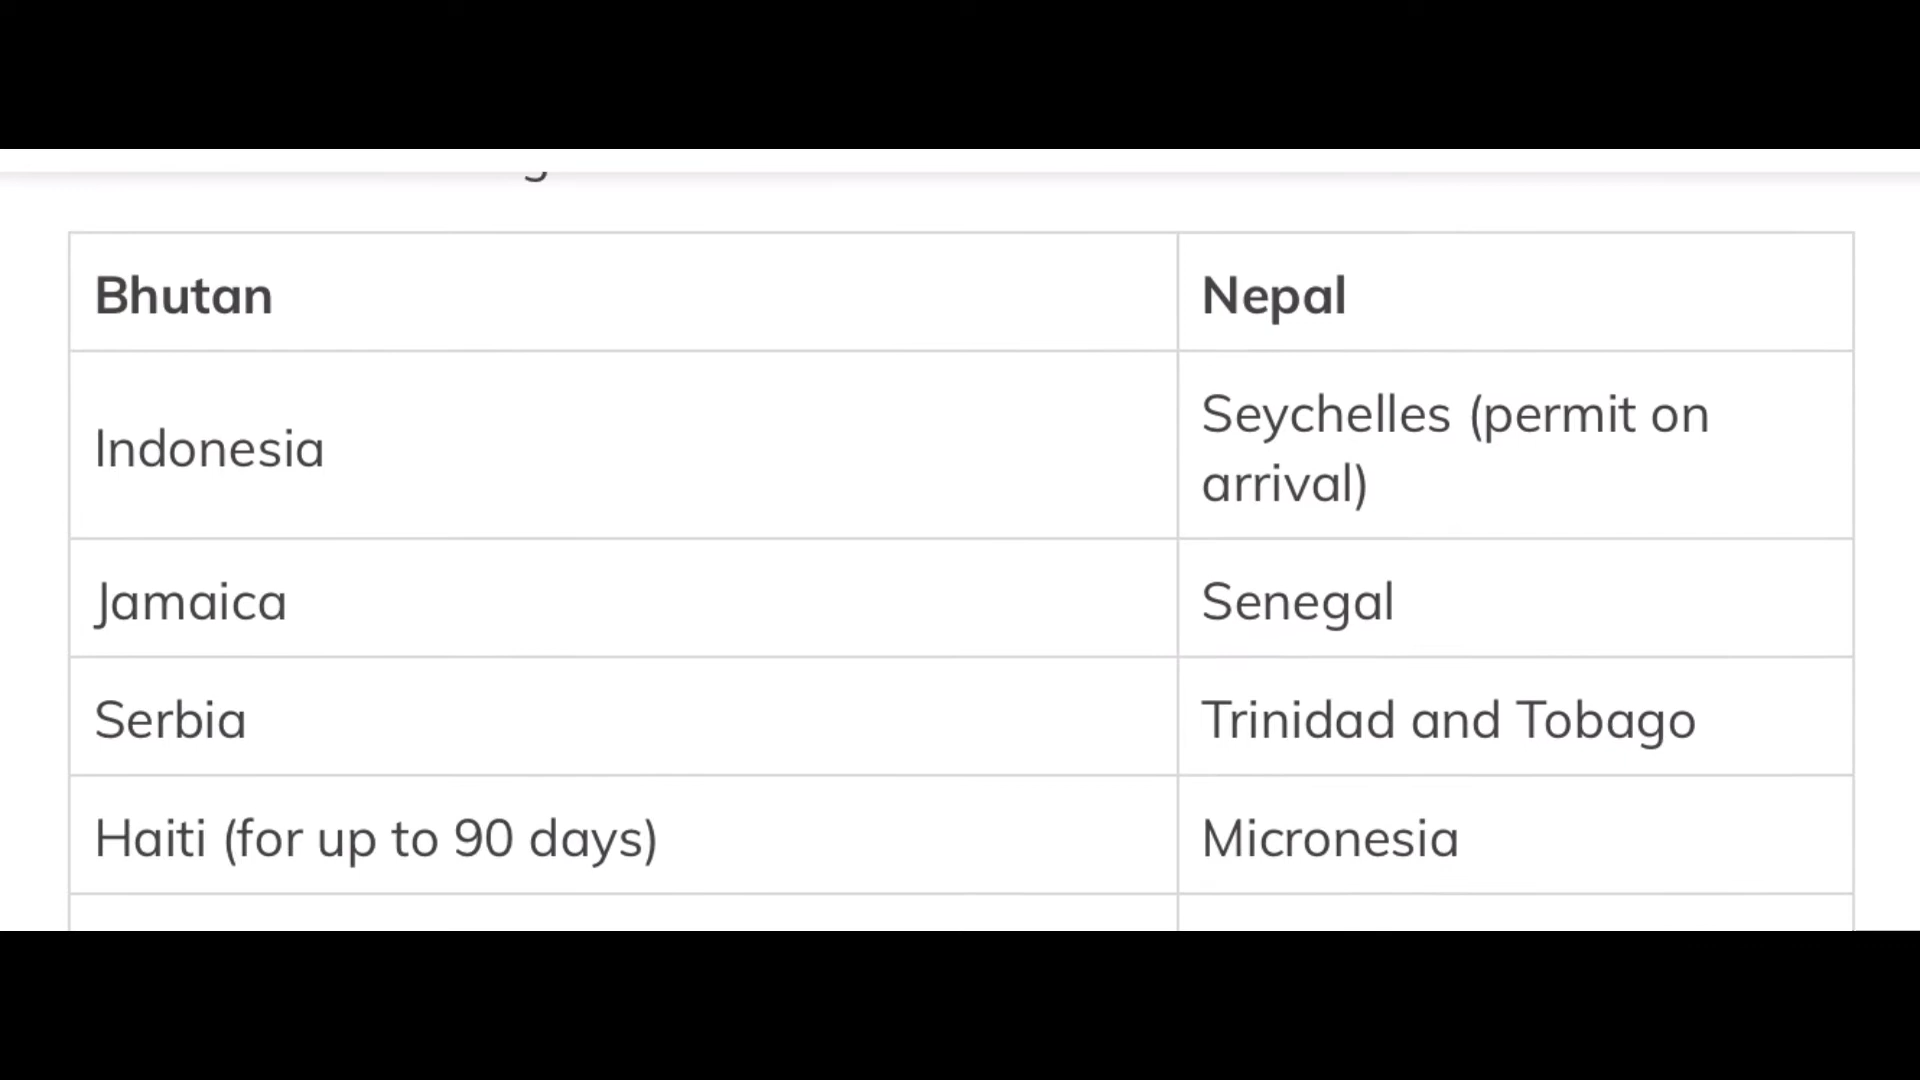 Bhutan
Nepal
Indonesia
Seychelles (permit on
arrival)
Jamaica
Senegal
Serbia
Trinidad and Tobago
Haiti (for up to 90 days)
Micronesia